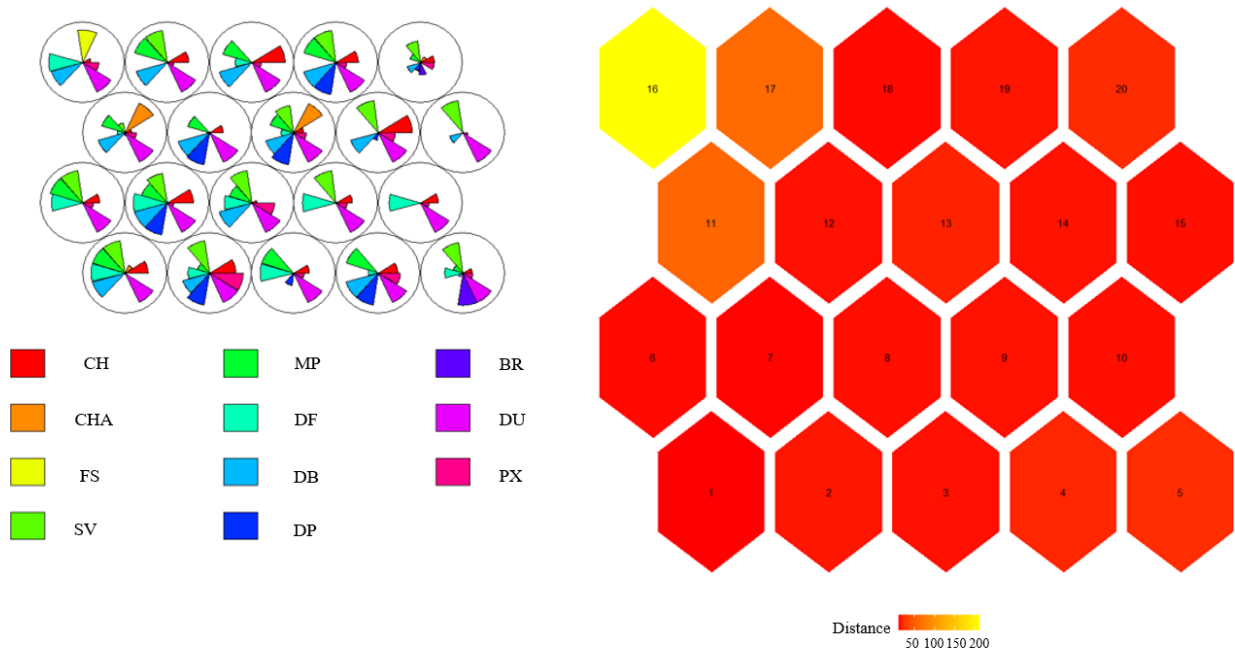 CH MP BR
CHA DF DU
FS DB PX
SV DP
16 17 18 19 20
11 12 13 14 15
6 7 8 9 10
1 2 3 4 5
Distance
50 100 150 200